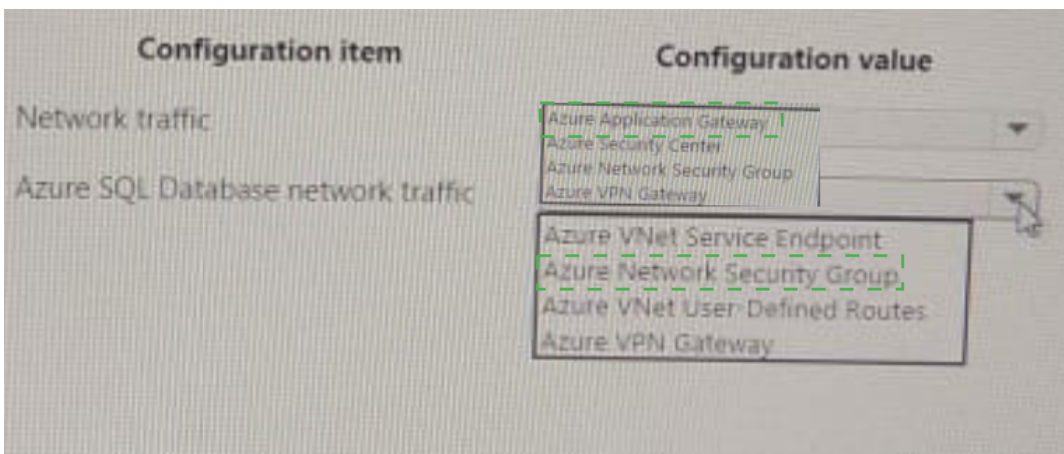 Configuration item
Configuration value
Network traffic
Azure Application Gateway
Azure Security Center
Azure Network Security Group
Azure VPN Gateway
Azure SQL Database network traffic
Azure VNet Service Endpoint
Azure Network Security Group
Azure VNet User-Defined Routes
Azure VPN Gateway